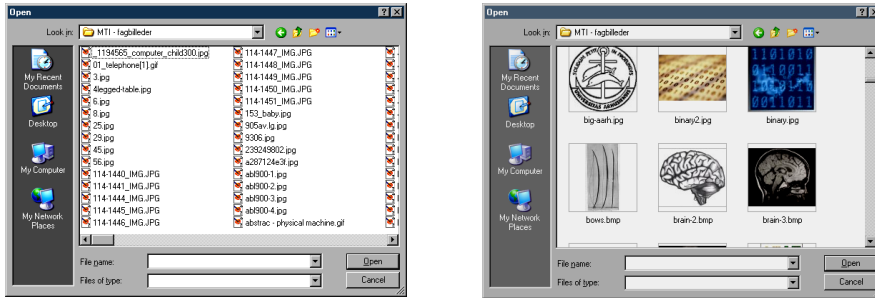 Open
Look in: MTI - fagbilleder
My Recent Documents
Desktop
My Computer
My Network Places
_1194565_computer_child300.jpg
01_telephone[1].gif
3.jpg
4legged-table.jpg
6.jpg
8.jpg
25.jpg
29.jpg
45.jpg
56.jpg
114-1440_IMG.JPG
114-1441_IMG.JPG
114-1444_IMG.JPG
114-1445_IMG.JPG
114-1446_IMG.JPG
114-1447_IMG.JPG
114-1448_IMG.JPG
114-1449_IMG.JPG
114-1450_IMG.JPG
114-1451_IMG.JPG
153_baby.jpg
905av.lg.jpg
9306.jpg
239249802.jpg
a287124e3f.jpg
abl900-1.jpg
abl900-2.jpg
abl900-3.jpg
abl900-4.jpg
abstrac - physical machine.gif
File name:
Open
Files of type:
Cancel
Open
Look in: MTI - fagbilleder
My Recent
Documents
Desktop
My Computer
My Network
Places
big-aarh.jpg binary2.jpg binary.jpg
bows.bmp brain-2.bmp brain-3.bmp
File name:
Open
Files of type:
Cancel